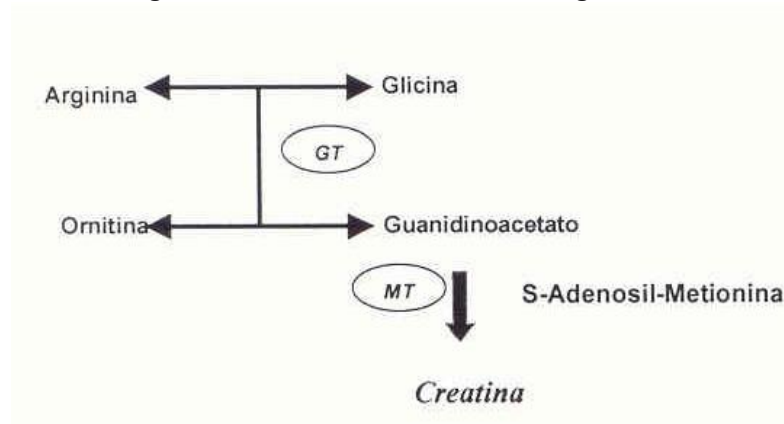 Arginina
Glicina
GT
Ornitina
Guanidinoacetato
MT
S-Adenosil-Metionina
Creatina